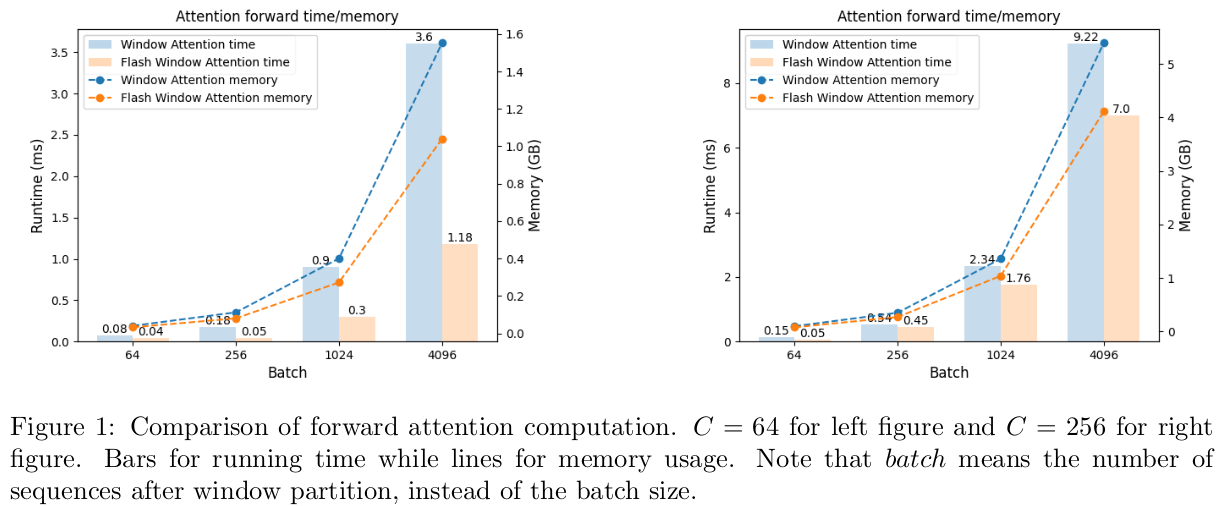 Attention forward time/memory
Window Attention time
Flash Window Attention time
Window Attention memory
Flash Window Attention memory
Runtime (ms)
3.5
3.0
2.5
2.0
1.5
1.0
0.5
0.0
0.08
0.04
0.18
0.05
0.9
0.3
3.6
1.18
1.6
1.4
1.2
1.0
0.8
0.6
0.4
0.2
0.0
Memory (GB)
64 256 1024 4096
Batch
Attention forward time/memory
Window Attention time
Flash Window Attention time
Window Attention memory
Flash Window Attention memory
Runtime (ms)
8
6
4
2
0
0.15
0.05
0.54
0.45
2.34
1.76
9.22
7.0
5
4
3
2
1
0
Memory (GB)
64 256 1024 4096
Batch
Figure 1: Comparison of forward attention computation. C = 64 for left figure and C = 256 for right
figure. Bars for running time while lines for memory usage. Note that batch means the number of
sequences after window partition, instead of the batch size.